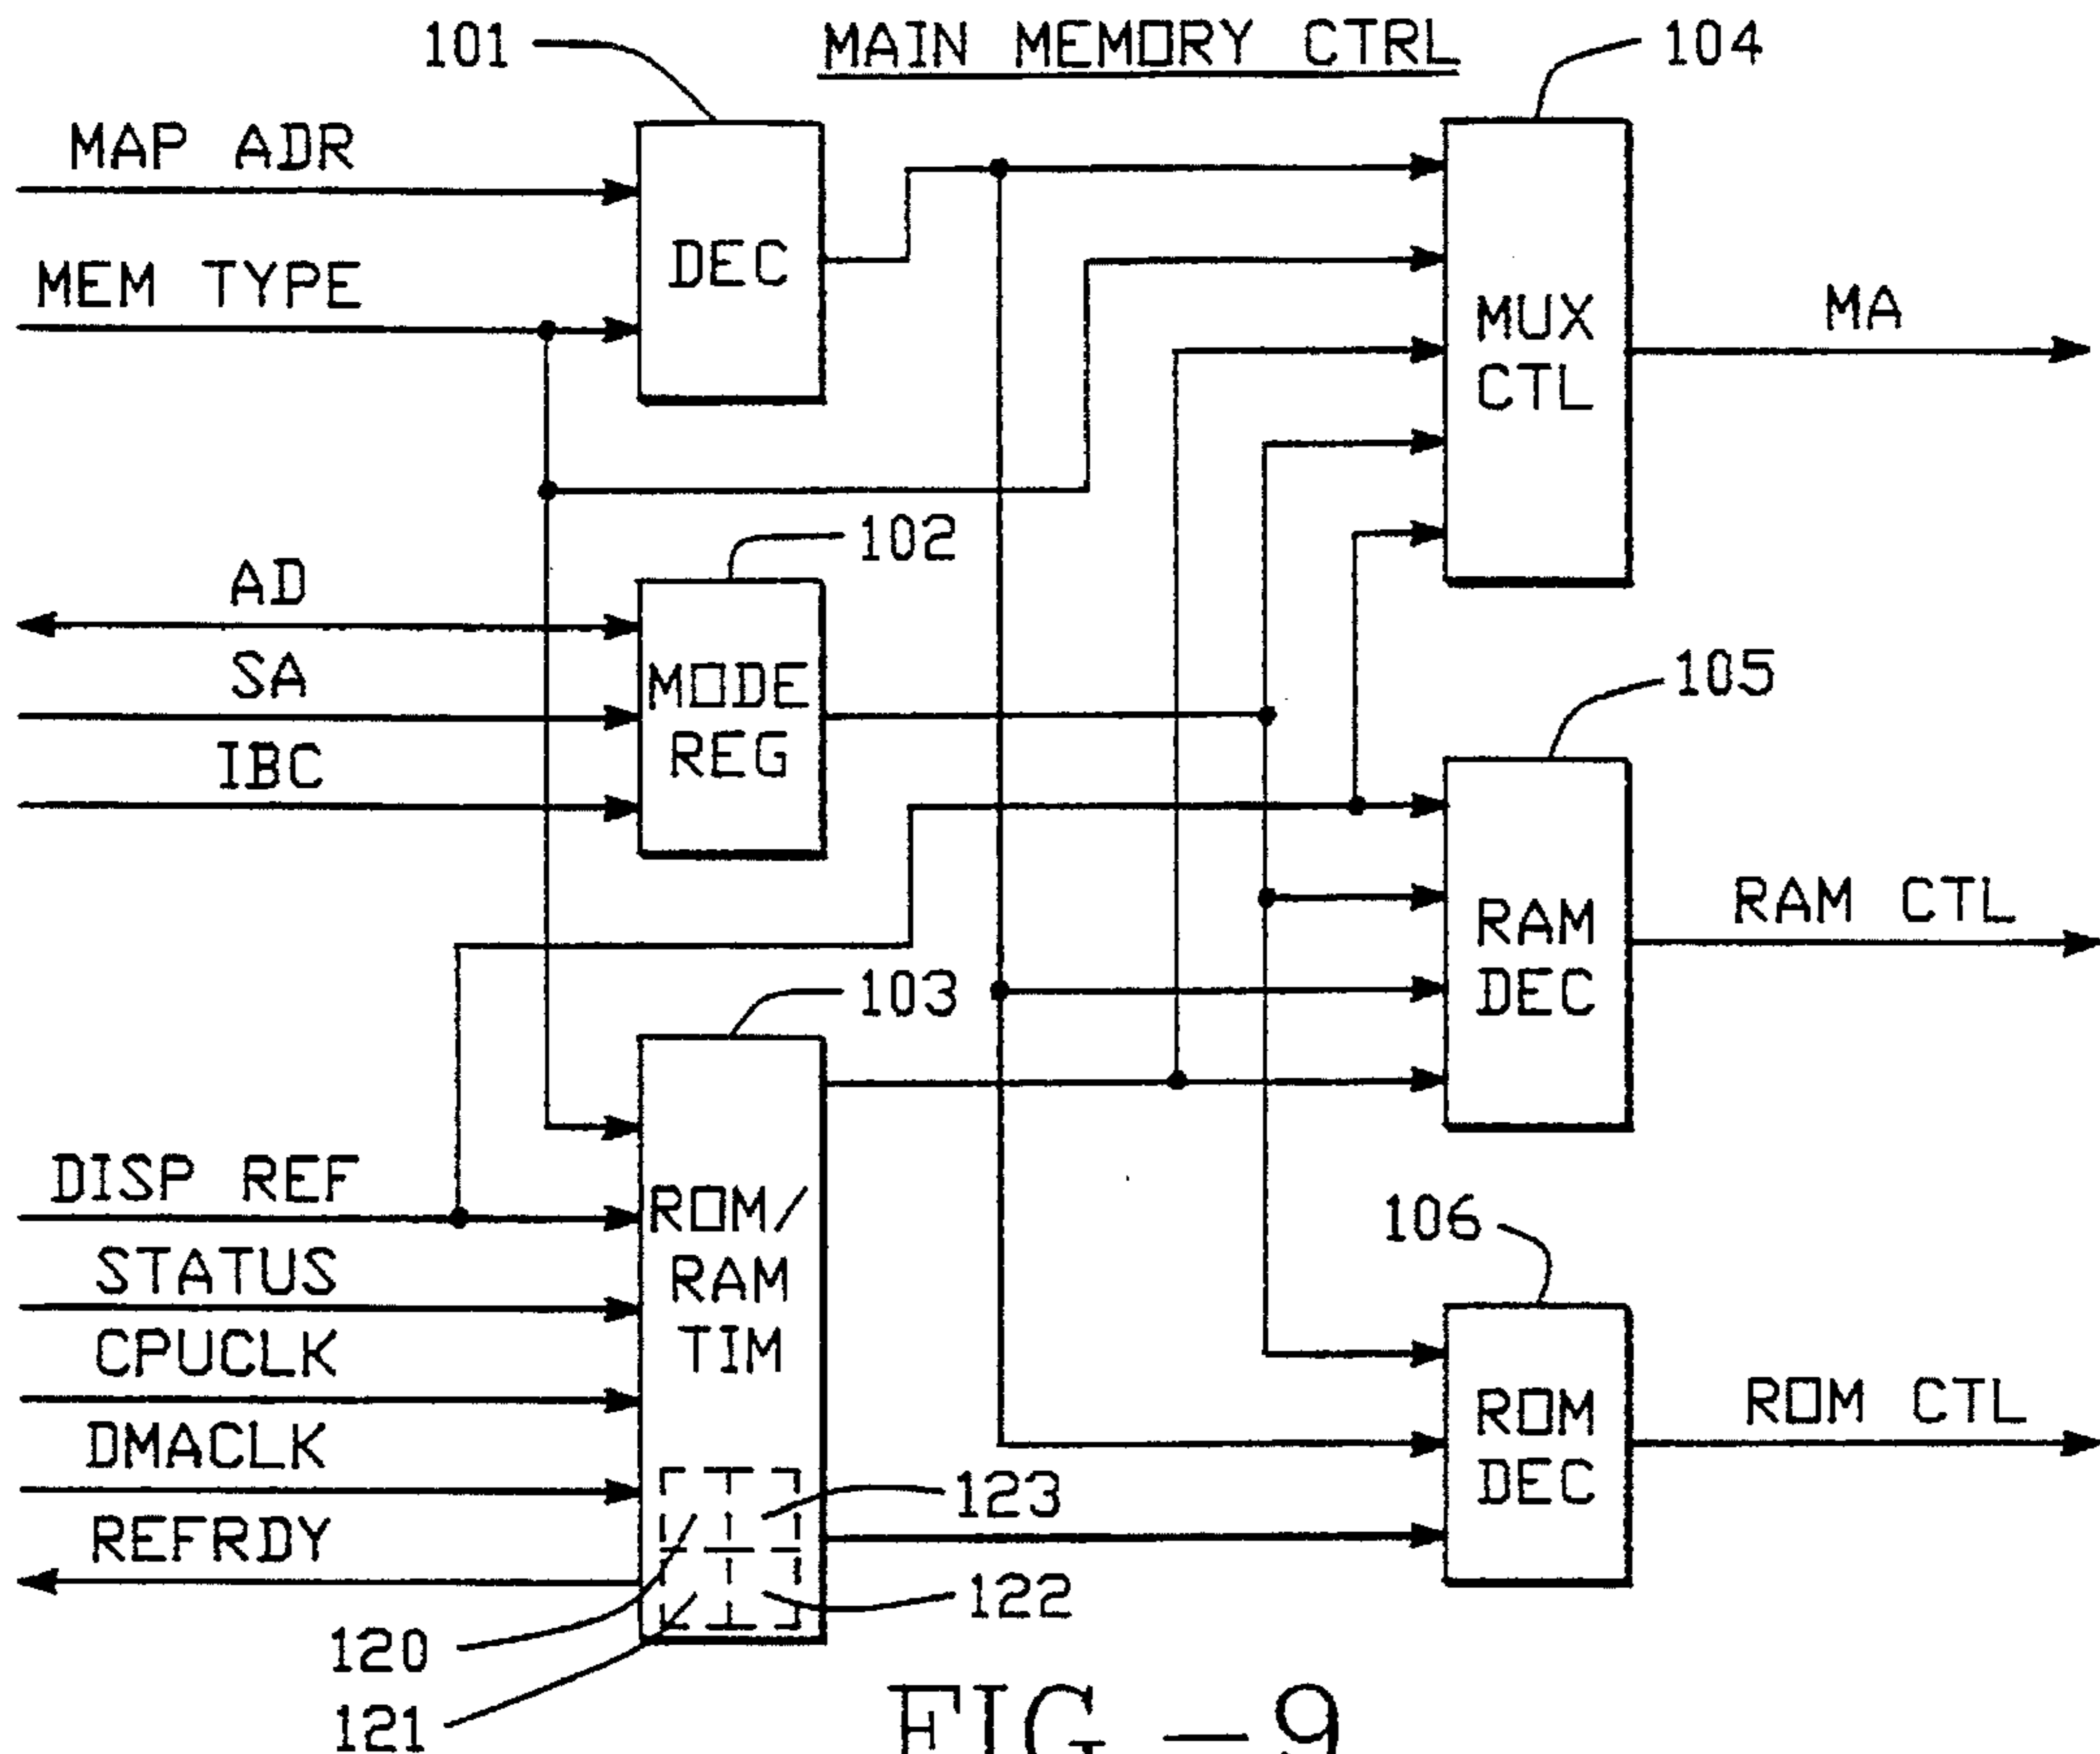 MAIN MEMORY CTRL
101
104
MAP ADR
MEM TYPE
DEC
MUX
CTL
MA
102
AD
SA
IBC
MODE
REG
105
RAM
DEC
RAM CTL
103
DISP REF
STATUS
CPUCLK
DMACLK
REFRDY
ROM/
RAM
TIM
106
ROM
DEC
ROM CTL
123
122
120
121
FIG-9